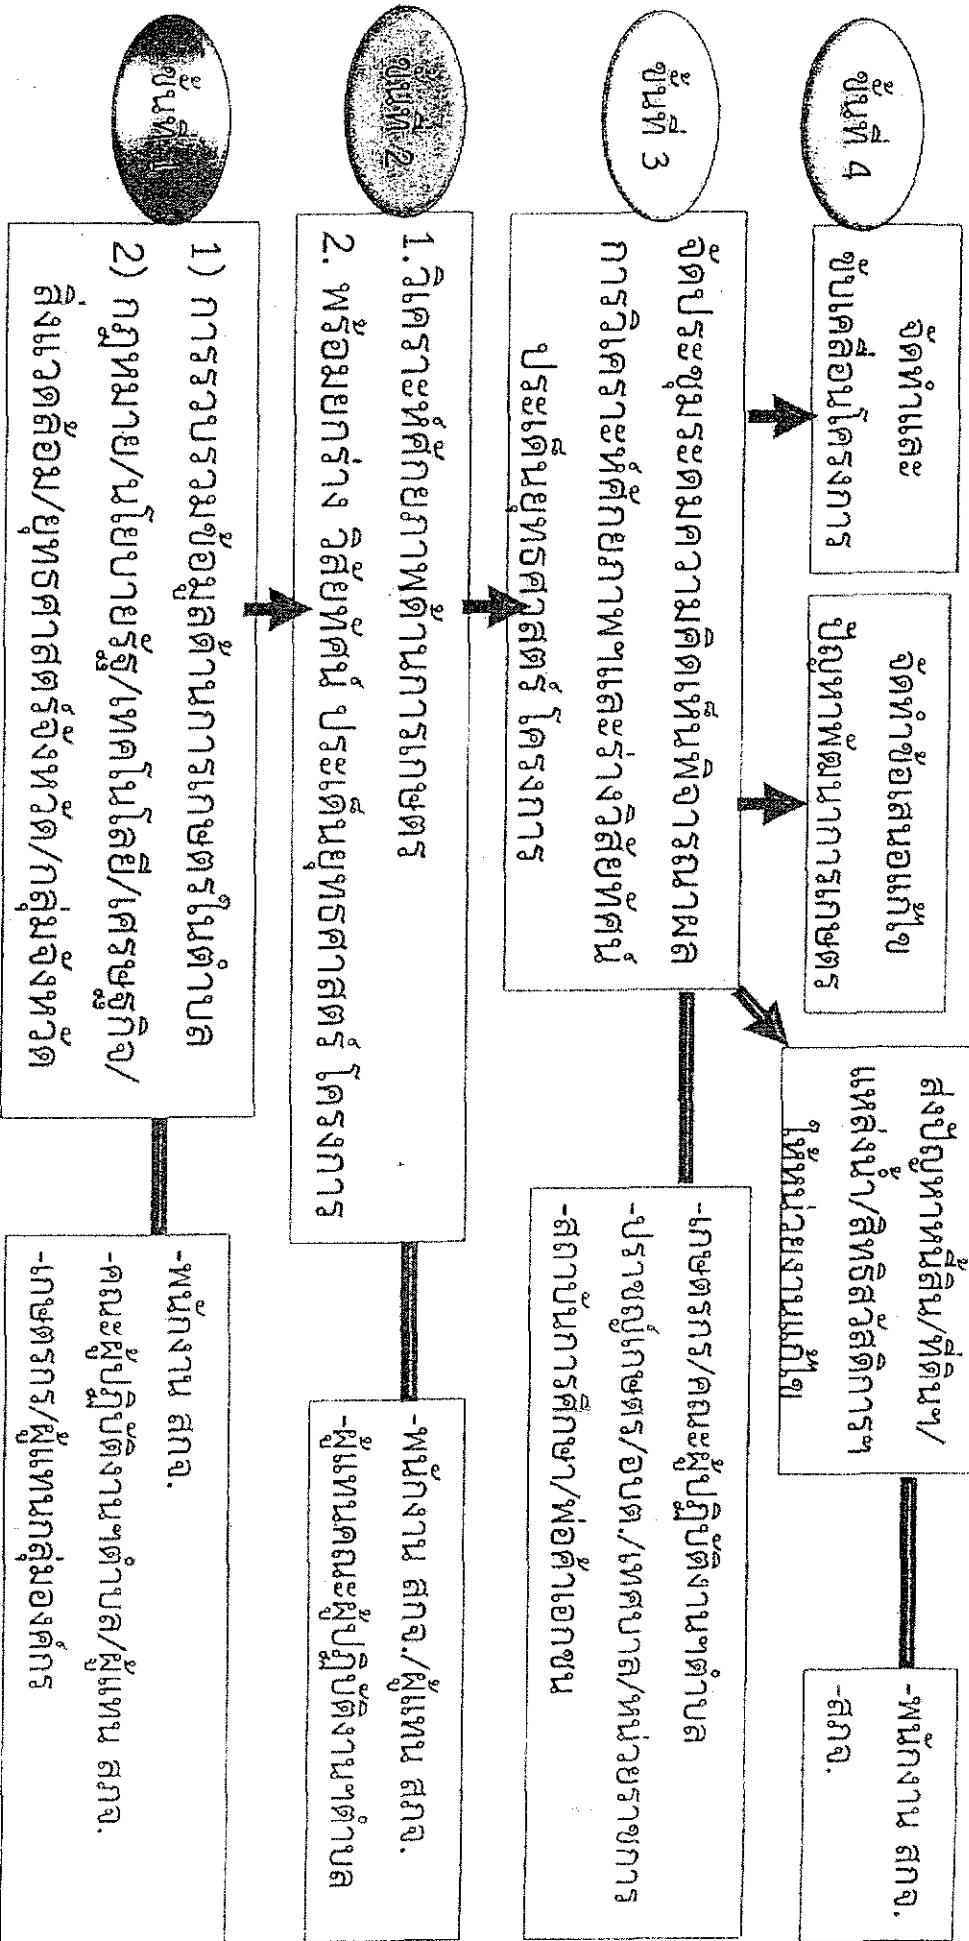 ขั้นที่ 4
จัดทำและ
ขับเคลื่อนโครงการ
จัดทำข้อเสนอแก้ไข
ปัญหาพัฒนาการเกษตร
ส่งปัญหาหนี้สิน/ที่ดินฯ/
แหล่งน้ำ/สิทธิสวัสดิการฯ
ให้หน่วยงานแก้ไข
-พนักงาน สกจ.
-สกจ.
ขั้นที่ 3
จัดประชุมระดมความคิดเห็นพิจารณาผล
การวิเคราะห์ศักยภาพฯและร่างวิสัยทัศน์
ประเด็นยุทธศาสตร์ โครงการ
-เกษตรกร/คณะผู้ปฏิบัติงานฯตำบล
-ปราชญ์เกษตร/อบต./เทศบาล/หน่วยราชการ
-สถาบันการศึกษา/พ่อค้าเอกชน
ขั้นที่ 2
1.วิเคราะห์ศักยภาพด้านการเกษตร
2. พร้อมยกร่าง วิสัยทัศน์ ประเด็นยุทธศาสตร์ โครงการ
-พนักงาน สกจ./ผู้แทน สกจ.
-ผู้แทนคณะผู้ปฏิบัติงานฯตำบล
ขั้นที่ 1
1) การรวบรวมข้อมูลด้านการเกษตรในตำบล
2) กฎหมาย/นโยบายรัฐ/เทคโนโลยี/เศรษฐกิจ/
สิ่งแวดล้อม/ยุทธศาสตร์จังหวัด/กลุ่มจังหวัด
-พนักงาน สกจ.
-คณะผู้ปฏิบัติงานฯตำบล/ผู้แทน สกจ.
-เกษตรกร/ผู้แทนกลุ่มองค์กร